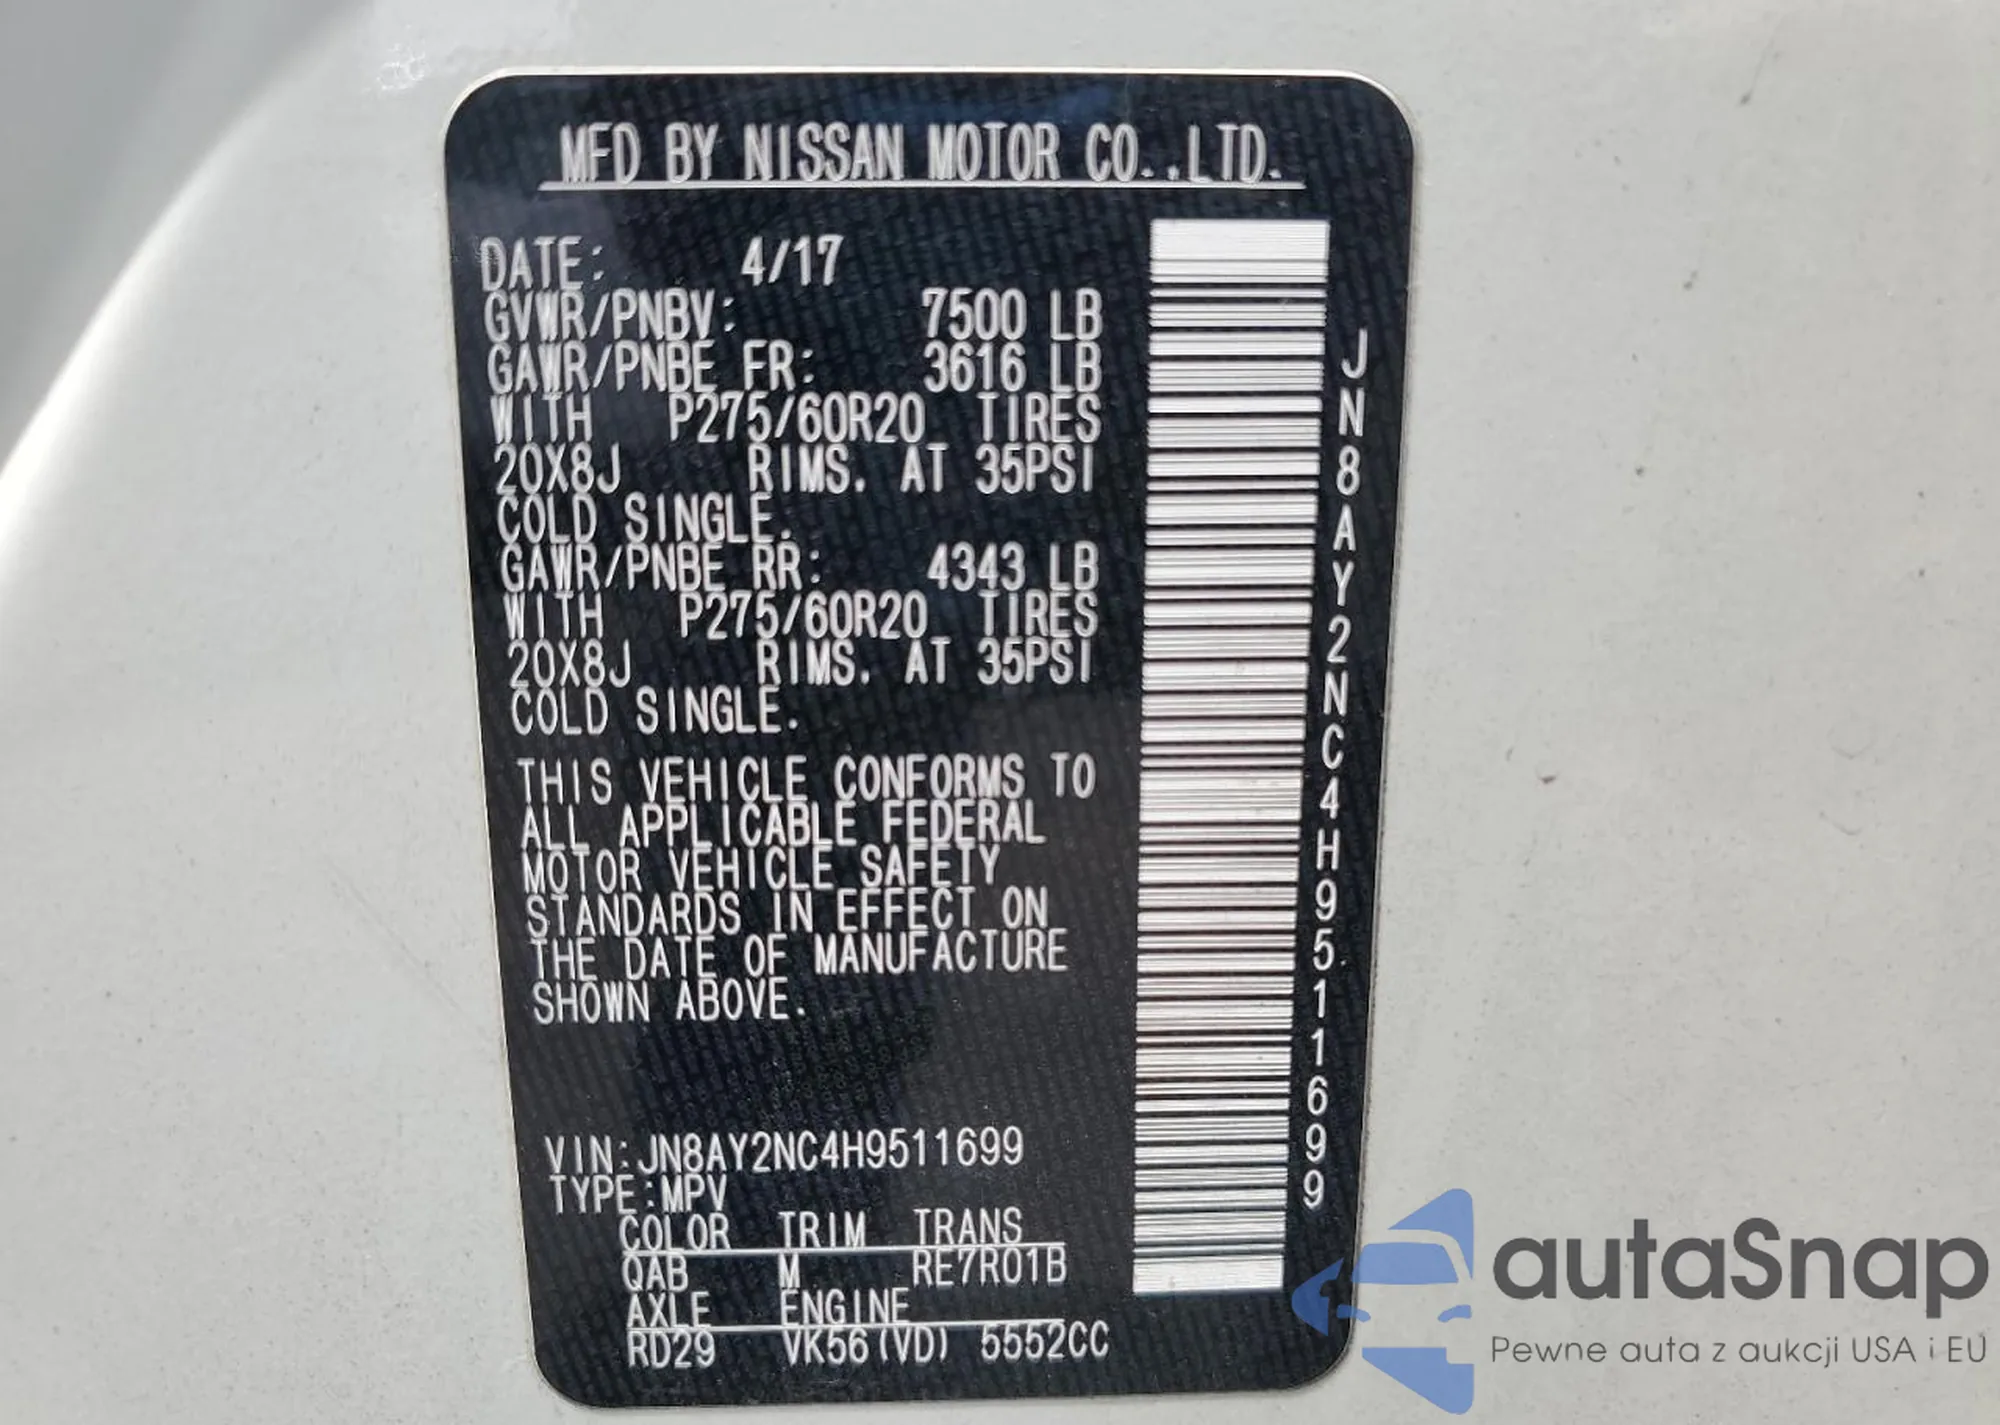 MFD BY NISSAN MOTOR CO.,LTD.
DATE: 4/17
GVWR/PNBV: 7500 LB
GAWR/PNBE FR: 3616 LB
WITH P275/60R20 TIRES
20X8J RIMS. AT 35PSI
COLD SINGLE.
GAWR/PNBE RR: 4343 LB
WITH P275/60R20 TIRES
20X8J RIMS. AT 35PSI
COLD SINGLE.
THIS VEHICLE CONFORMS TO
ALL APPLICABLE FEDERAL
MOTOR VEHICLE SAFETY
STANDARDS IN EFFECT ON
THE DATE OF MANUFACTURE
SHOWN ABOVE.
VIN:JN8AY2NC4H9511699
TYPE:MPV
COLOR TRIM TRANS
QAB M RE7R01B
AXLE ENGINE
RD29 VK56(VD) 5552CC
JN8AY2NC4H9511699
autaSnap
Pewne auta z aukcji USA i EU